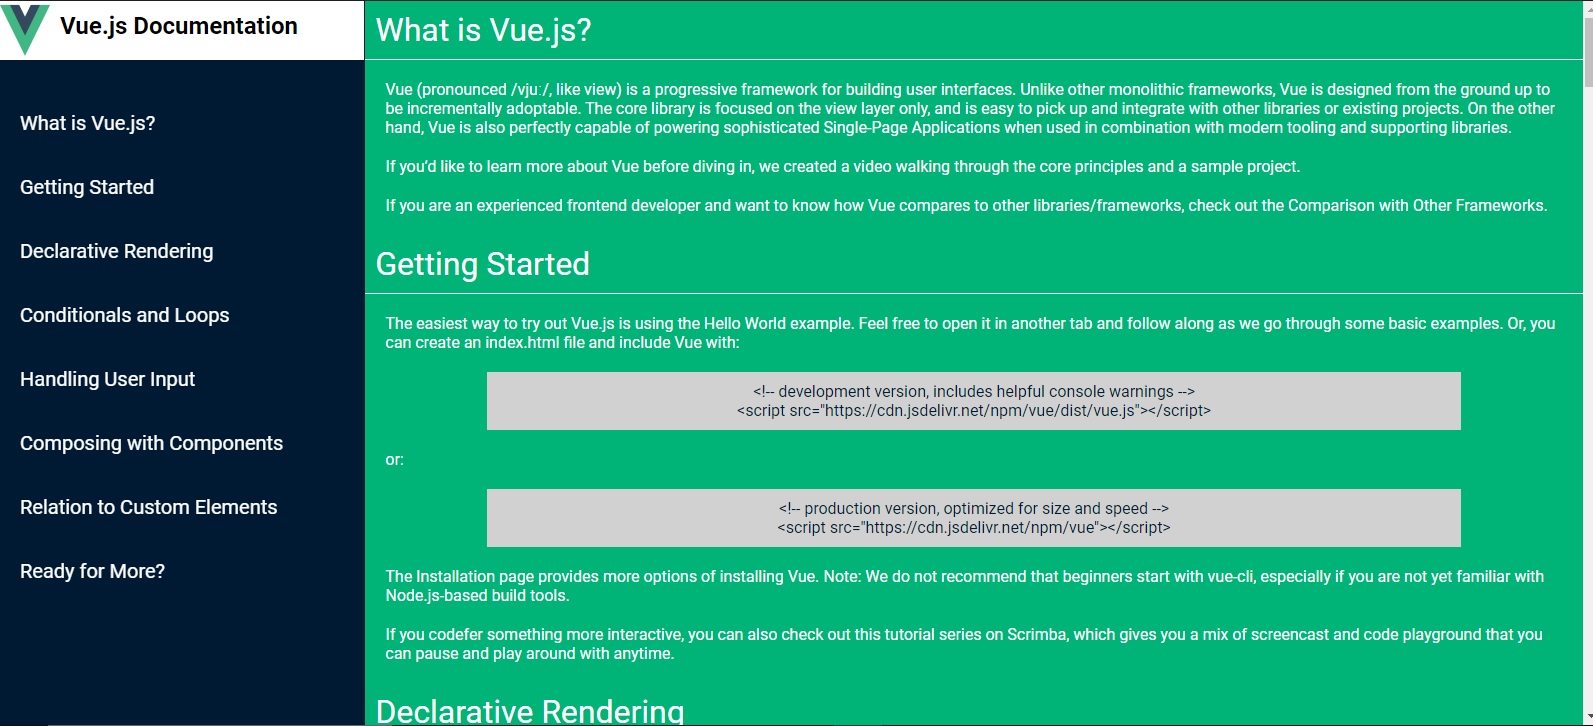 Vue.js Documentation
What is Vue.js?
Getting Started
Declarative Rendering
Conditionals and Loops
Handling User Input
Composing with Components
Relation to Custom Elements
Ready for More?
What is Vue.js?
Vue (pronounced /vjuː/, like view) is a progressive framework for building user interfaces. Unlike other monolithic frameworks, Vue is designed from the ground up to
be incrementally adoptable. The core library is focused on the view layer only, and is easy to pick up and integrate with other libraries or existing projects. On the other
hand, Vue is also perfectly capable of powering sophisticated Single-Page Applications when used in combination with modern tooling and supporting libraries.
If you’d like to learn more about Vue before diving in, we created a video walking through the core principles and a sample project.
If you are an experienced frontend developer and want to know how Vue compares to other libraries/frameworks, check out the Comparison with Other Frameworks.
Getting Started
The easiest way to try out Vue.js is using the Hello World example. Feel free to open it in another tab and follow along as we go through some basic examples. Or, you
can create an index.html file and include Vue with:
<!-- development version, includes helpful console warnings -->
<script src="https://cdn.jsdelivr.net/npm/vue/dist/vue.js"></script>
or:
<!-- production version, optimized for size and speed -->
<script src="https://cdn.jsdelivr.net/npm/vue"></script>
The Installation page provides more options of installing Vue. Note: We do not recommend that beginners start with vue-cli, especially if you are not yet familiar with
Node.js-based build tools.
If you codefer something more interactive, you can also check out this tutorial series on Scrimba, which gives you a mix of screencast and code playground that you
can pause and play around with anytime.
Declarative Rendering